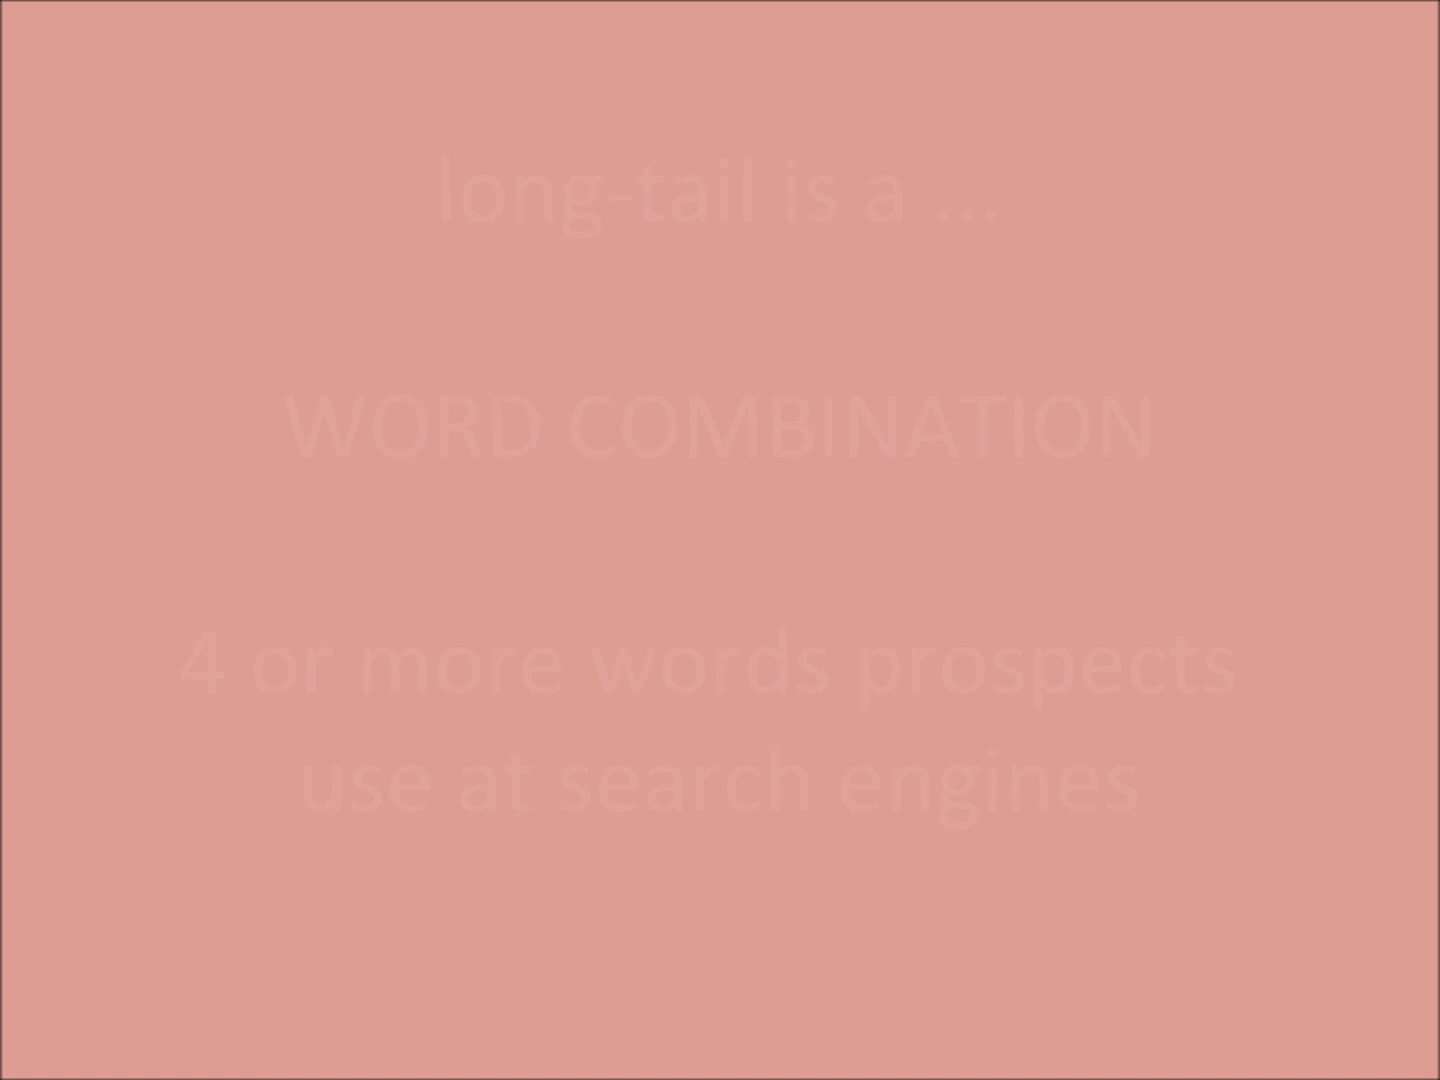 long-tail is a ...
WORD COMBINATION
4 or more words prospects
use at search engines